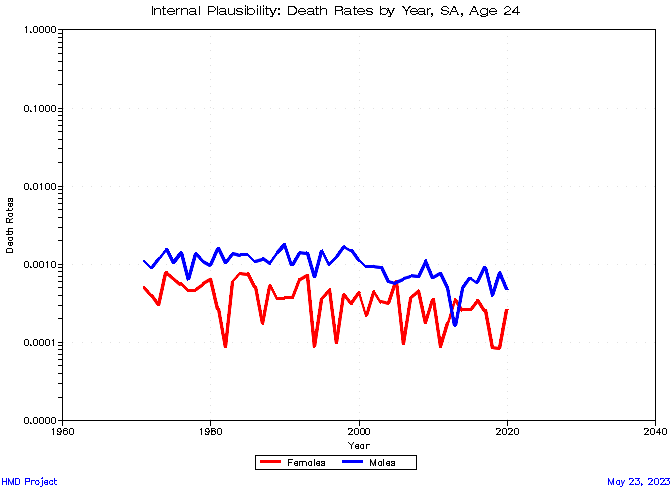 Internal Plausibility: Death Rates by Year, SA, Age 24
1.0000
0.1000
0.0100
0.0010
0.0001
0.0000
Death Rates
1960
1980
2000
2020
2040
Year
Females
Males
HMD Project
May 23, 2023